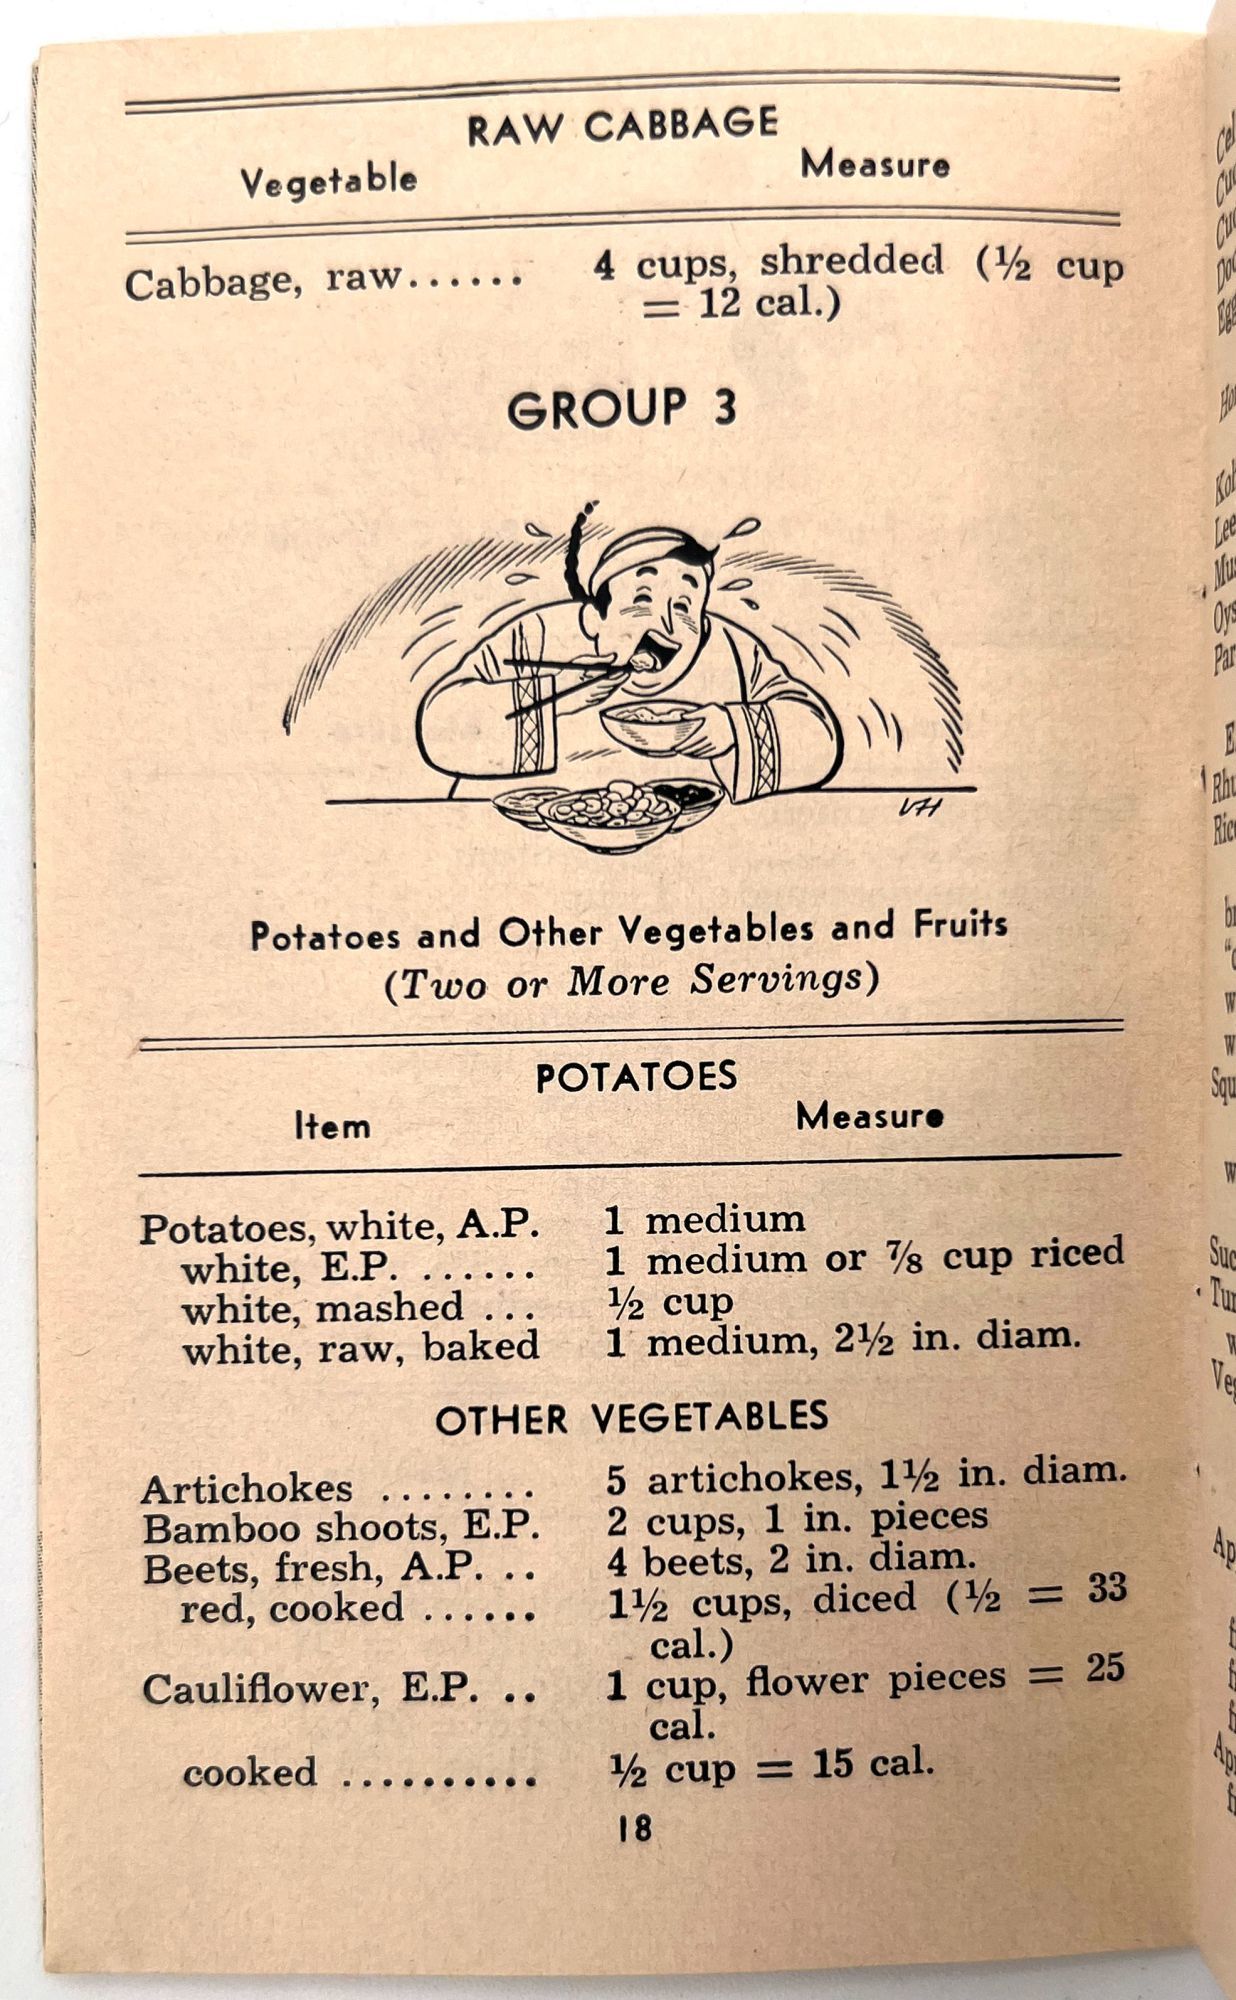 RAW CABBAGE
Vegetable Measure
Cabbage, raw...... 4 cups, shredded (½ cup
= 12 cal.)
GROUP 3
VH
Potatoes and Other Vegetables and Fruits
(Two or More Servings)
POTATOES
Item Measure
Potatoes, white, A.P. 1 medium
white, E.P. ...... 1 medium or ⅞ cup riced
white, mashed ... ½ cup
white, raw, baked 1 medium, 2½ in. diam.
OTHER VEGETABLES
Artichokes ........ 5 artichokes, 1½ in. diam.
Bamboo shoots, E.P. 2 cups, 1 in. pieces
Beets, fresh, A.P. .. 4 beets, 2 in. diam.
red, cooked ...... 1½ cups, diced (½ = 33
cal.)
Cauliflower, E.P. .. 1 cup, flower pieces = 25
cal.
cooked .......... ½ cup = 15 cal.
18